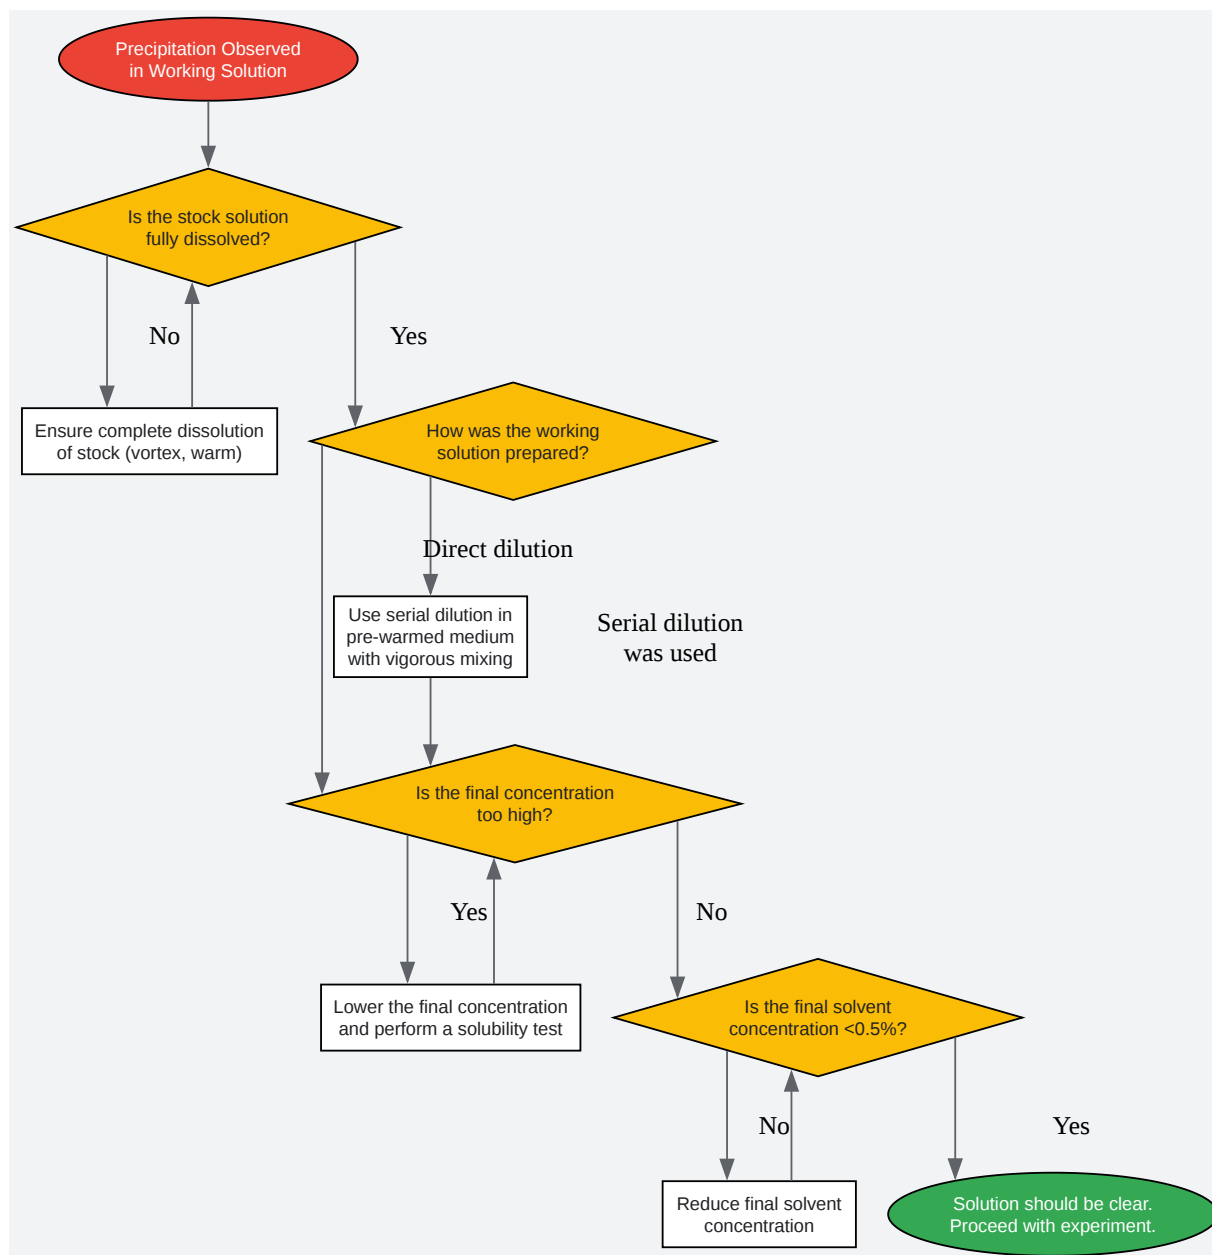 Precipitation Observed
in Working Solution
Is the stock solution
fully dissolved?
No
Yes
Ensure complete dissolution
of stock (vortex, warm)
How was the working
solution prepared?
Direct dilution
Use serial dilution in
pre-warmed medium
with vigorous mixing
Serial dilution
was used
Is the final concentration
too high?
Yes
No
Lower the final concentration
and perform a solubility test
Is the final solvent
concentration <0.5%?
No
Yes
Reduce final solvent
concentration
Solution should be clear.
Proceed with experiment.